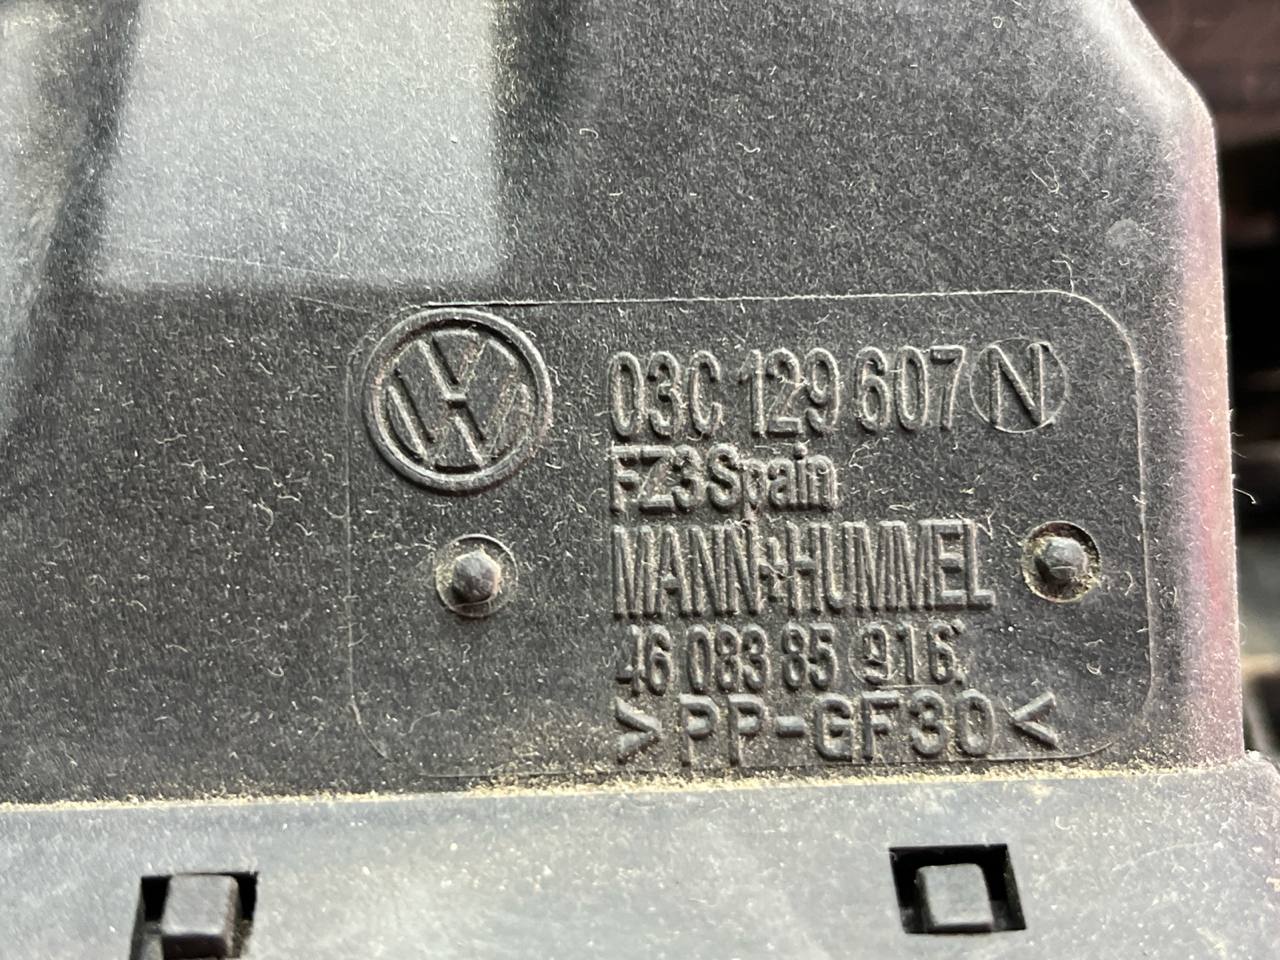 03C 129 607 N
FZ3 Spain
MANN+HUMMEL
46 083 85 916
>PP-GF30<